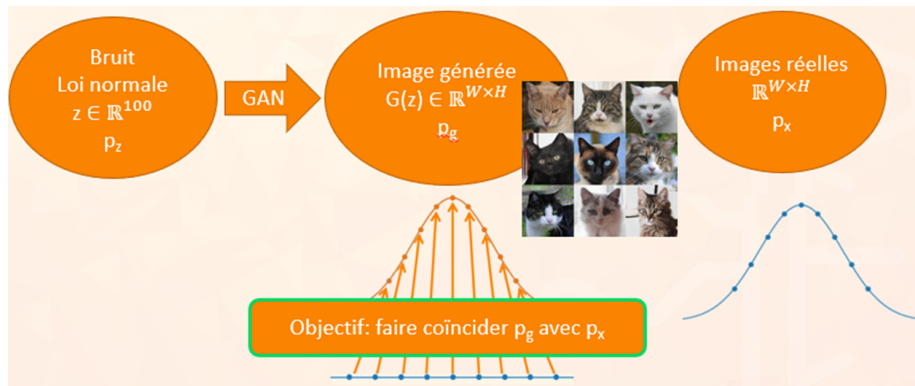 Bruit
Loi normale
z ∈ ℝ¹⁰⁰
p_z
GAN
Image générée
G(z) ∈ ℝ^{W×H}
p_g
Images réelles
ℝ^{W×H}
p_x
Objectif: faire coïncider p_g avec p_x